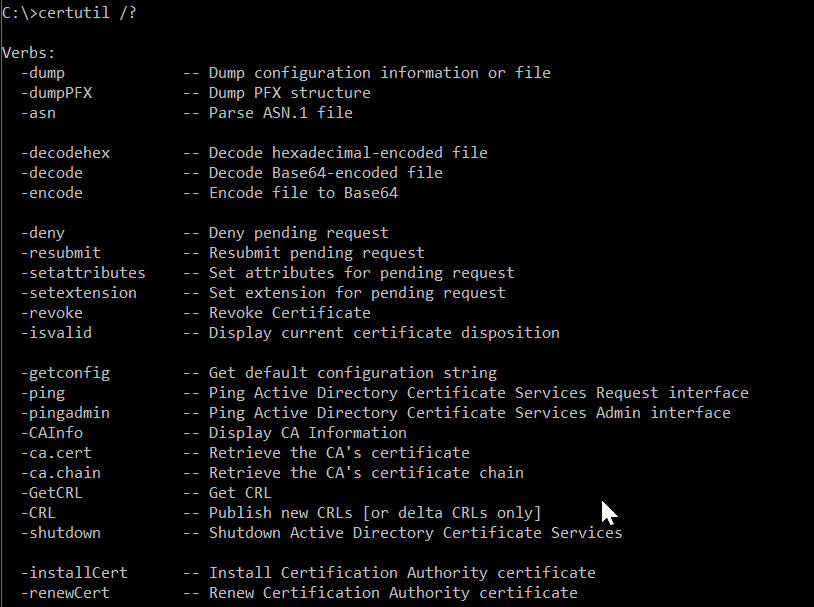 C:\>certutil /?
Verbs:
-dump -- Dump configuration information or file
-dumpPFX -- Dump PFX structure
-asn -- Parse ASN.1 file
-decodehex -- Decode hexadecimal-encoded file
-decode -- Decode Base64-encoded file
-encode -- Encode file to Base64
-deny -- Deny pending request
-resubmit -- Resubmit pending request
-setattributes -- Set attributes for pending request
-setextension -- Set extension for pending request
-revoke -- Revoke Certificate
-isvalid -- Display current certificate disposition
-getconfig -- Get default configuration string
-ping -- Ping Active Directory Certificate Services Request interface
-pingadmin -- Ping Active Directory Certificate Services Admin interface
-CAInfo -- Display CA Information
-ca.cert -- Retrieve the CA's certificate
-ca.chain -- Retrieve the CA's certificate chain
-GetCRL -- Get CRL
-CRL -- Publish new CRLs [or delta CRLs only]
-shutdown -- Shutdown Active Directory Certificate Services
-installCert -- Install Certification Authority certificate
-renewCert -- Renew Certification Authority certificate